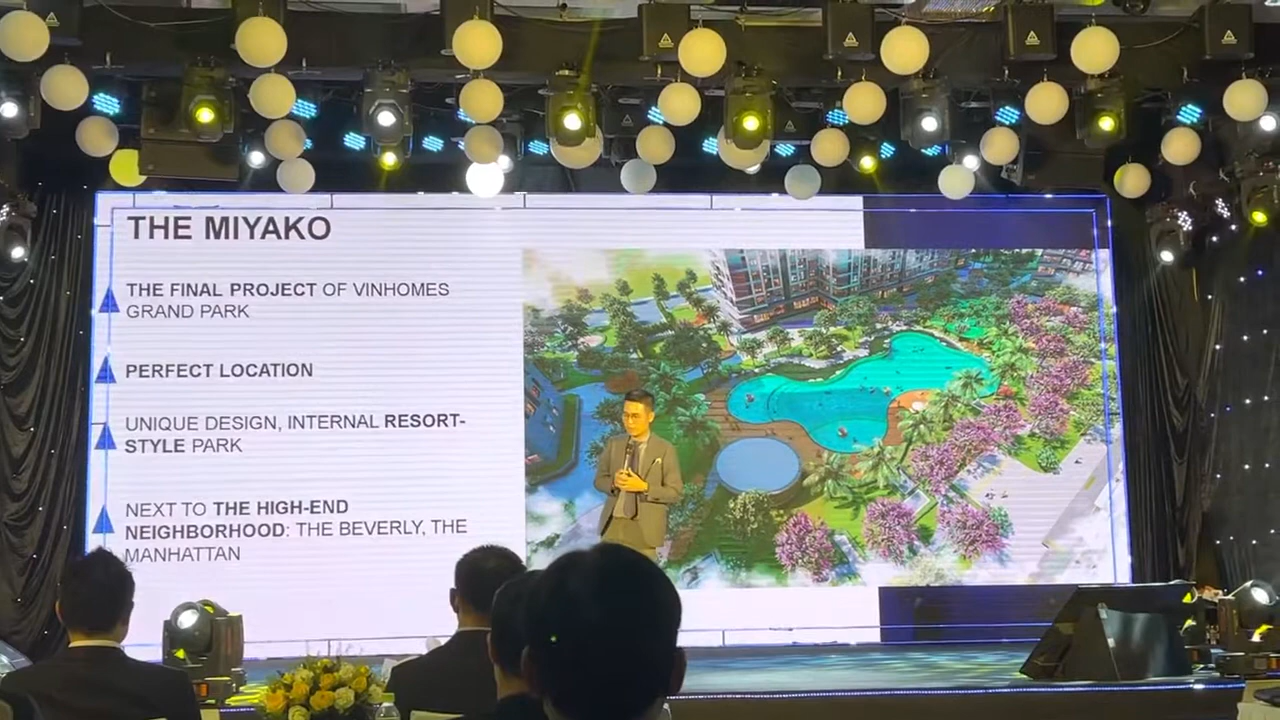 THE MIYAKO
THE FINAL PROJECT OF VINHOMES
GRAND PARK
PERFECT LOCATION
UNIQUE DESIGN, INTERNAL RESORT-
STYLE PARK
NEXT TO THE HIGH-END
NEIGHBORHOOD: THE BEVERLY, THE
MANHATTAN